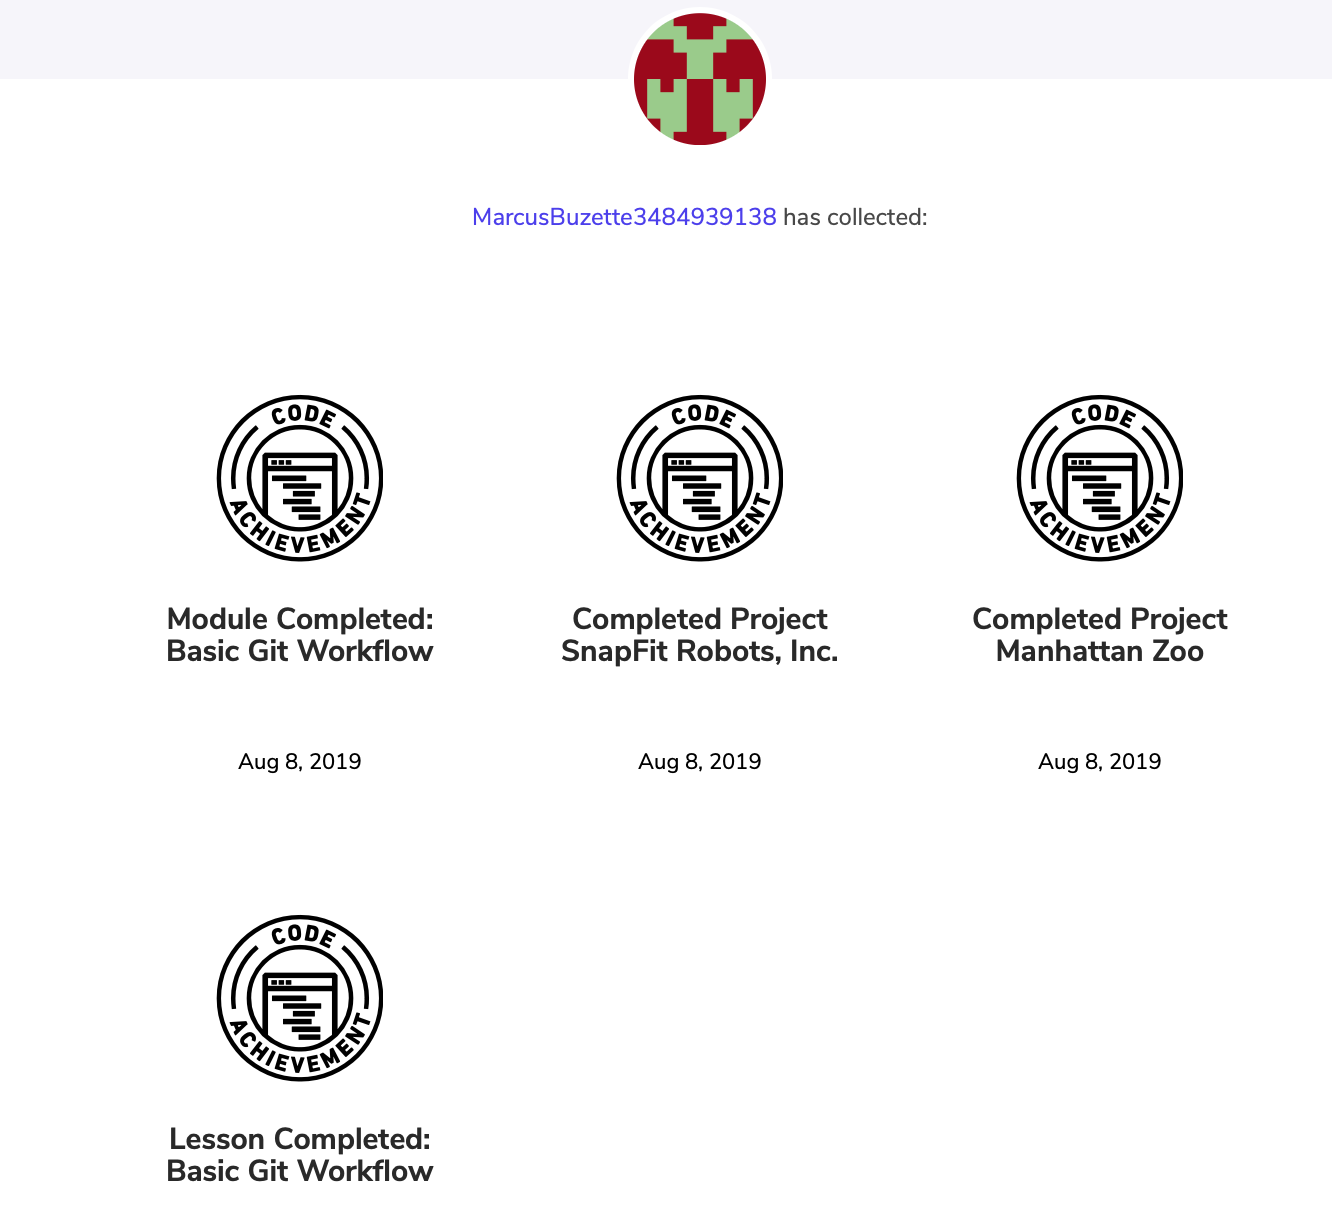 MarcusBuzette3484939138 has collected:
CODE
ACHIEVEMENT
Module Completed:
Basic Git Workflow
Aug 8, 2019
CODE
ACHIEVEMENT
Completed Project
SnapFit Robots, Inc.
Aug 8, 2019
CODE
ACHIEVEMENT
Completed Project
Manhattan Zoo
Aug 8, 2019
CODE
ACHIEVEMENT
Lesson Completed:
Basic Git Workflow